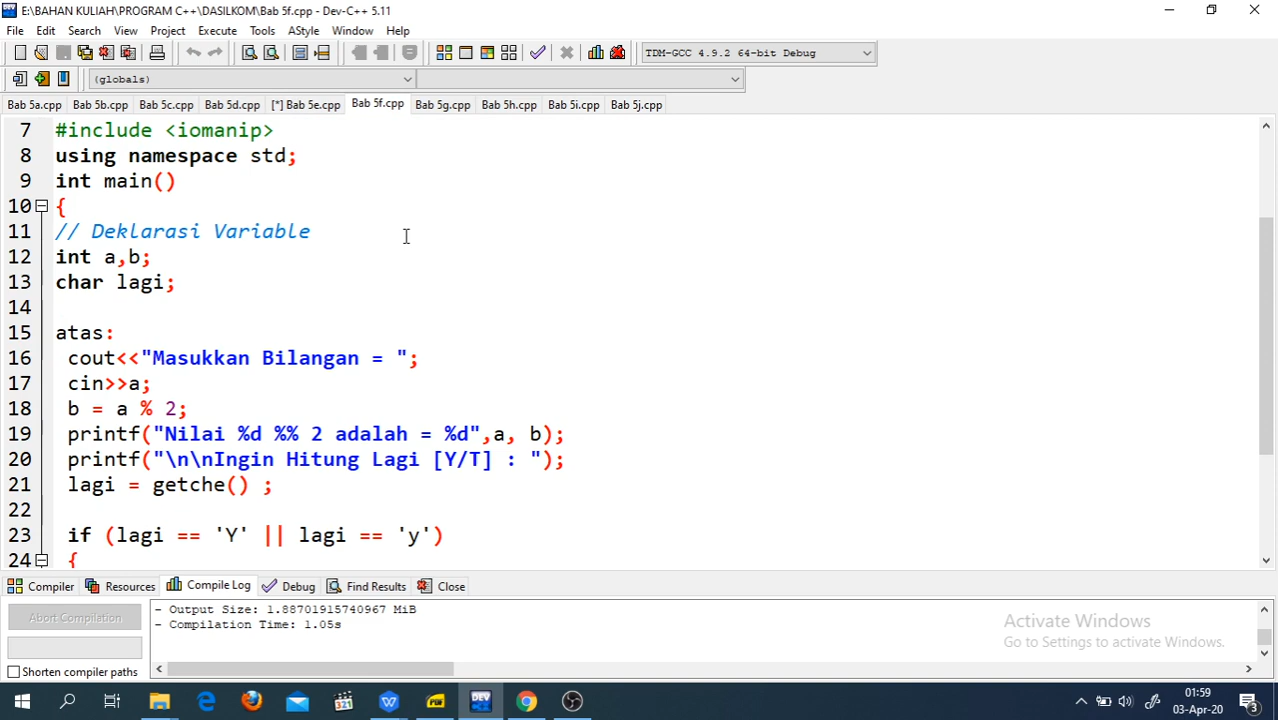 E:\BAHAN KULIAH\PROGRAM C++\DASILKOM\Bab 5f.cpp - Dev-C++ 5.11
File Edit Search View Project Execute Tools AStyle Window Help
TDM-GCC 4.9.2 64-bit Debug
(globals)
Bab 5a.cpp Bab 5b.cpp Bab 5c.cpp Bab 5d.cpp [*] Bab 5e.cpp Bab 5f.cpp Bab 5g.cpp Bab 5h.cpp Bab 5i.cpp Bab 5j.cpp
7 #include <iomanip>
8 using namespace std;
9 int main()
10 {
11 // Deklarasi Variable
12 int a,b;
13 char lagi;
14
15 atas:
16 cout<<"Masukkan Bilangan = ";
17 cin>>a;
18 b = a % 2;
19 printf("Nilai %d %% 2 adalah = %d",a, b);
20 printf("\n\nIngin Hitung Lagi [Y/T] : ");
21 lagi = getche() ;
22
23 if (lagi == 'Y' || lagi == 'y')
24 {
Compiler Resources Compile Log Debug Find Results Close
Abort Compilation
Shorten compiler paths
- Output Size: 1.88701915740967 MiB
- Compilation Time: 1.05s
Activate Windows
Go to Settings to activate Windows.
321
DEV
01:59
03-Apr-20
3